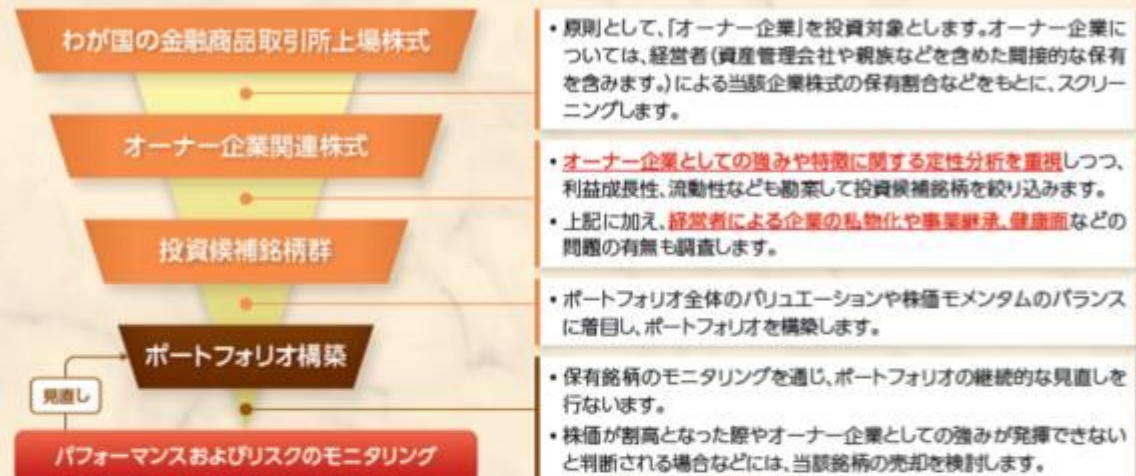 わが国の金融商品取引所上場株式
・原則として、「オーナー企業」を投資対象とします。オーナー企業に
ついては、経営者(資産管理会社や親族などを含めた間接的な保有
を含みます。)による当該企業株式の保有割合などをもとに、スクリー
ニングします。
オーナー企業関連株式
・オーナー企業としての強みや特徴に関する定性分析を重視しつつ、
利益成長性、流動性なども勘案して投資候補銘柄を絞り込みます。
・上記に加え、経営者による企業の私物化や事業継承、健康面などの
問題の有無も調査します。
投資候補銘柄群
・ポートフォリオ全体のバリュエーションや株価モメンタムのバランス
に着目し、ポートフォリオを構築します。
ポートフォリオ構築
見直し
・保有銘柄のモニタリングを通じ、ポートフォリオの継続的な見直しを
行ないます。
・株価が割高となった際やオーナー企業としての強みが発揮できない
と判断される場合などには、当該銘柄の売却を検討します。
パフォーマンスおよびリスクのモニタリング